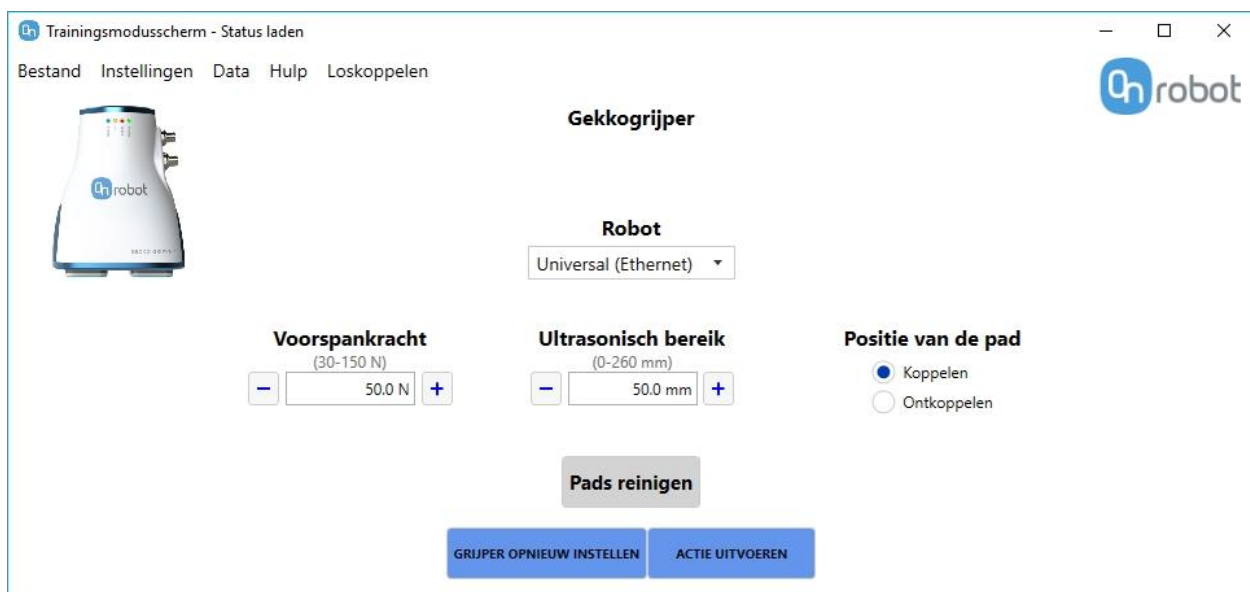 Trainingsmodusscherm - Status laden
Bestand Instellingen Data Hulp Loskoppelen
On robot
Gekkogrijper
On robot
Robot
Universal (Ethernet)
Voorspankracht
(30-150 N)
50.0 N
Ultrasonisch bereik
(0-260 mm)
50.0 mm
Positie van de pad
Koppelen
Ontkoppelen
Pads reinigen
GRIJPER OPNIEUW INSTELLEN
ACTIE UITVOEREN